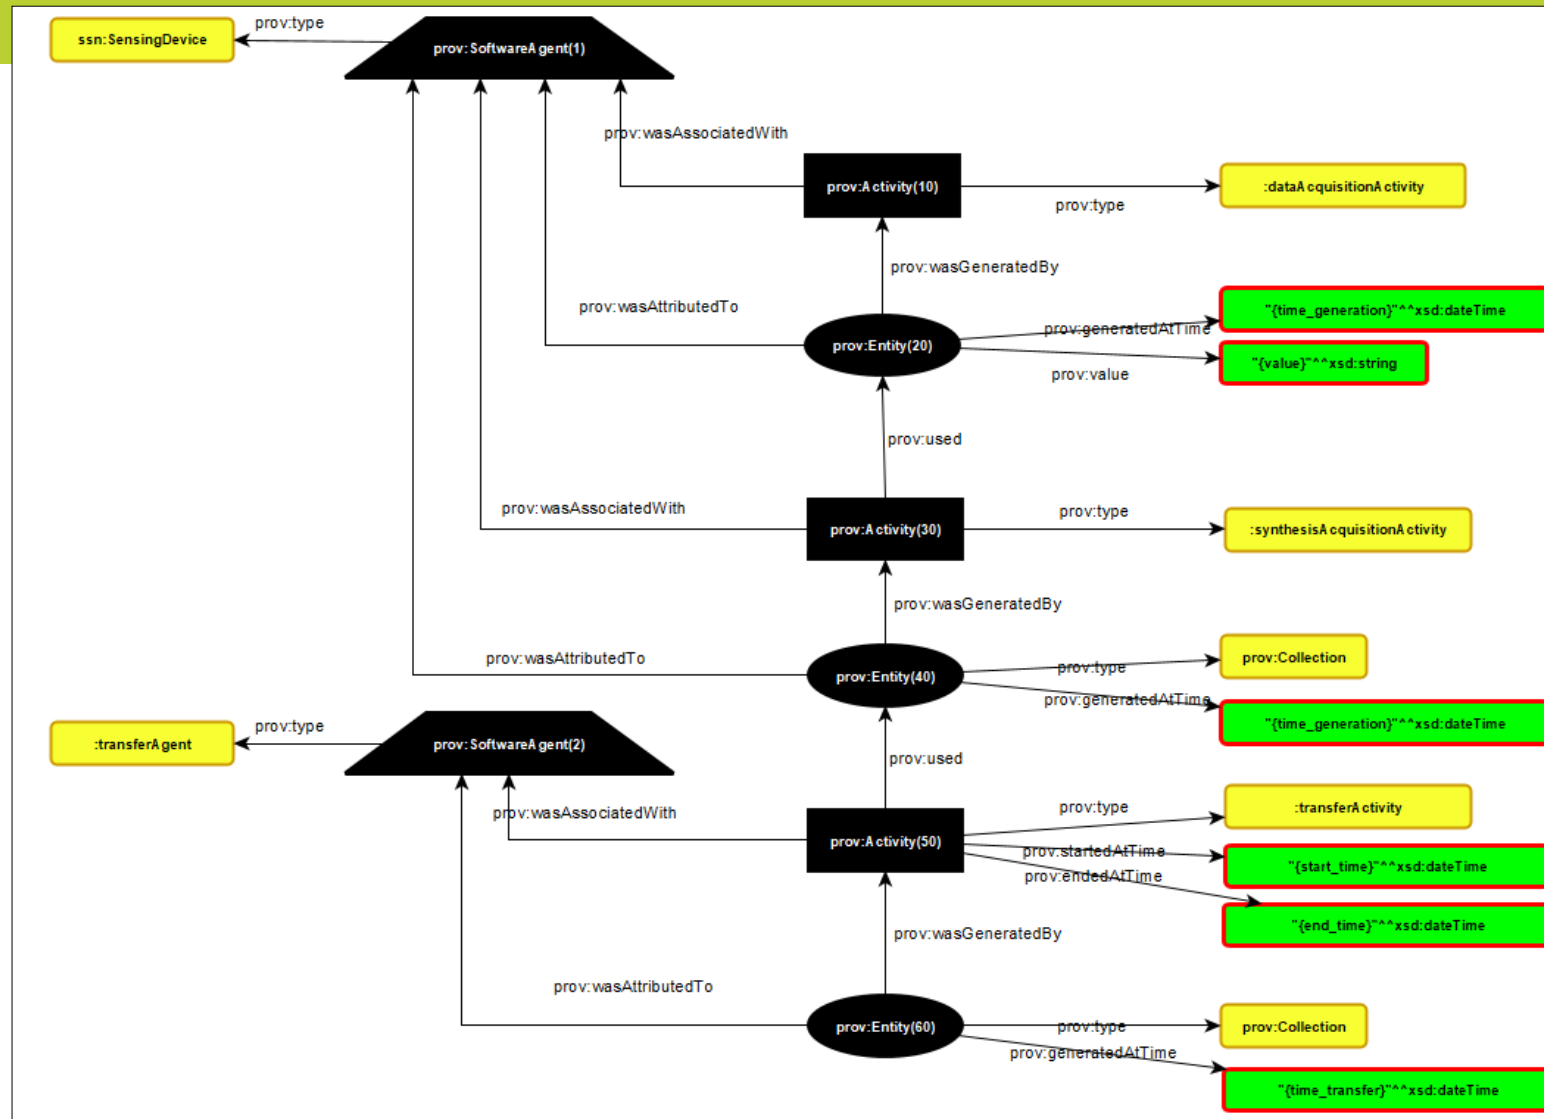 prov:type
ssn:SensingDevice
prov:SoftwareAgent(1)
prov:wasAssociatedWith
prov:Activity(10)
:dataAcquisitionActivity
prov:type
prov:wasGeneratedBy
prov:wasAttributedTo
"{time_generation}"^^xsd:dateTime
prov:generatedAtTime
prov:Entity(20)
"{value}"^^xsd:string
prov:value
prov:used
prov:wasAssociatedWith
prov:type
prov:Activity(30)
:synthesisAcquisitionActivity
prov:wasGeneratedBy
prov:wasAttributedTo
prov:Collection
prov:type
prov:Entity(40)
prov:generatedAtTime
"{time_generation}"^^xsd:dateTime
prov:type
:transferAgent
prov:SoftwareAgent(2)
prov:used
prov:type
:transferActivity
prov:wasAssociatedWith
prov:Activity(50)
prov:startedAtTime
"{start_time}"^^xsd:dateTime
prov:endedAtTime
"{end_time}"^^xsd:dateTime
prov:wasGeneratedBy
prov:wasAttributedTo
prov:Entity(60)
prov:type
prov:Collection
prov:generatedAtTime
"{time_transfer}"^^xsd:dateTime